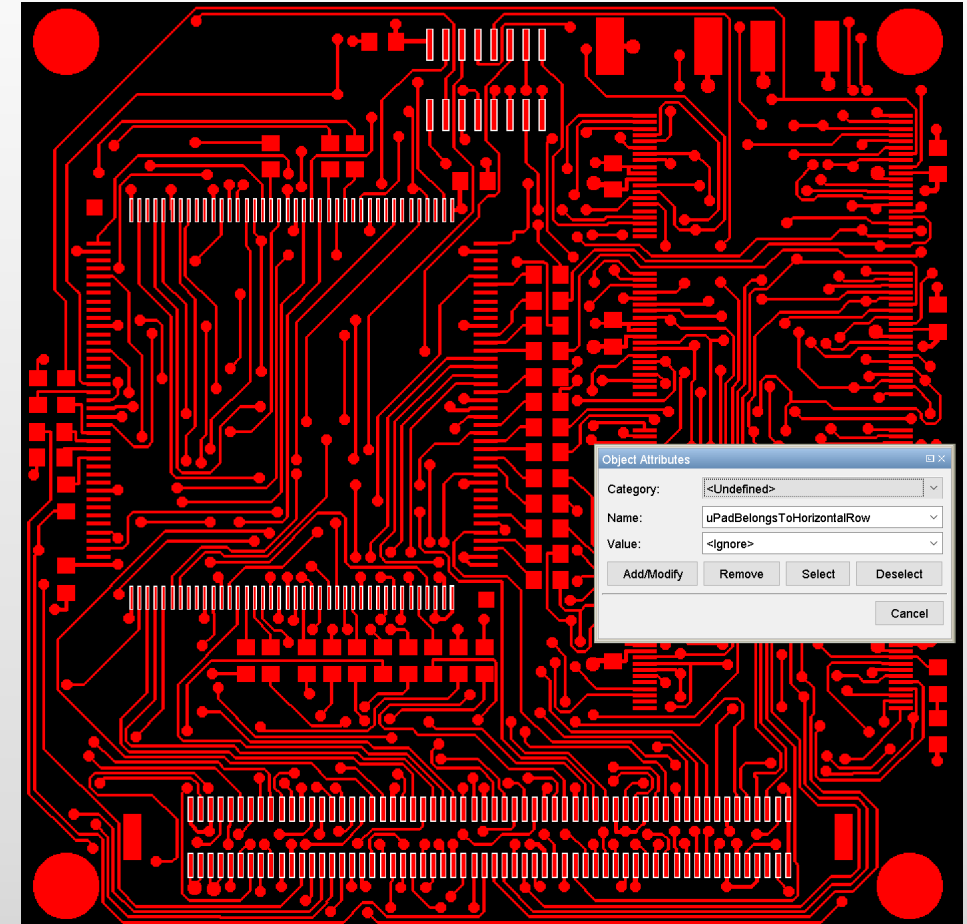 Object Attributes
Category: <Undefined>
Name: uPadBelongsToHorizontalRow
Value: <Ignore>
Add/Modify Remove Select Deselect
Cancel